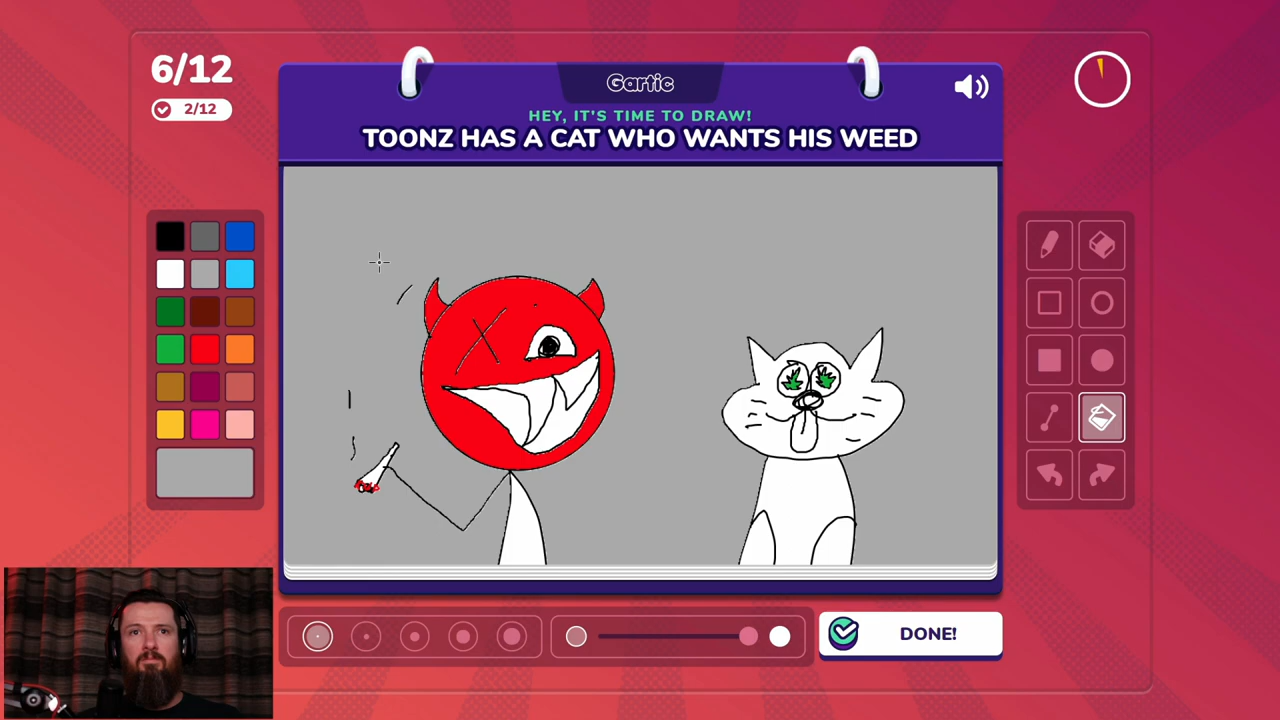 6/12
2/12
Gartic
HEY, IT'S TIME TO DRAW!
TOONZ HAS A CAT WHO WANTS HIS WEED
DONE!